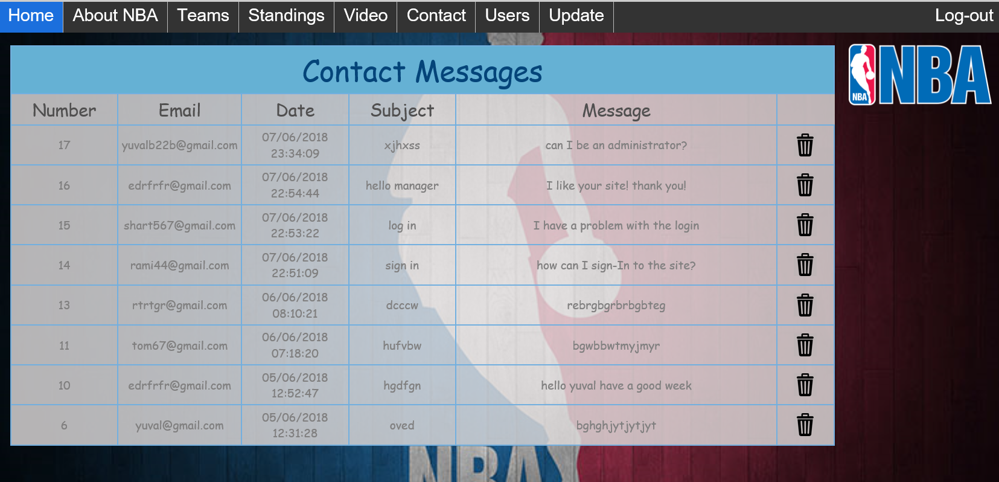 Home About NBA Teams Standings Video Contact Users Update Log-out
Contact Messages
NBA
NBA
Number Email Date Subject Message
17 yuvalb22b@gmail.com 07/06/2018 23:34:09 xjhxss can I be an administrator?
16 edrfrfr@gmail.com 07/06/2018 22:54:44 hello manager I like your site! thank you!
15 shart567@gmail.com 07/06/2018 22:53:22 log in I have a problem with the login
14 rami44@gmail.com 07/06/2018 22:51:09 sign in how can I sign-In to the site?
13 rtrtgr@gmail.com 06/06/2018 08:10:21 dcccw rebrgbgrbrbgbteg
11 tom67@gmail.com 06/06/2018 07:18:20 hufvbw bgwbbwtmyjmyr
10 edrfrfr@gmail.com 05/06/2018 12:52:47 hgdfgn hello yuval have a good week
6 yuval@gmail.com 05/06/2018 12:31:28 oved bghghjytjytjyt
NBA